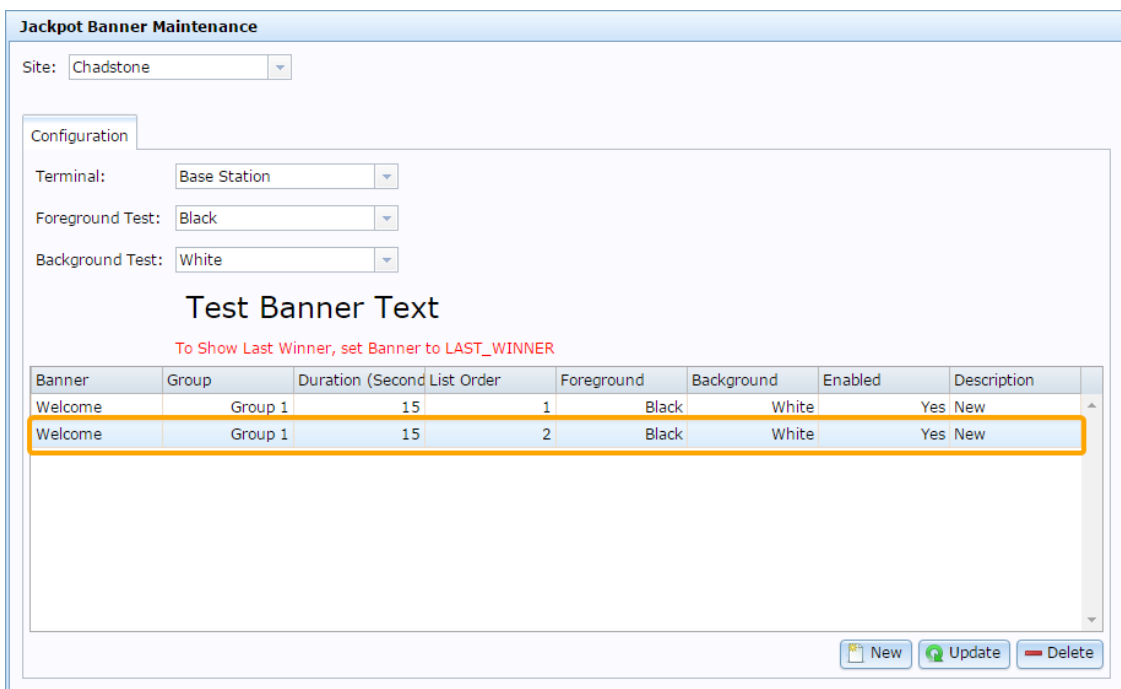 Jackpot Banner Maintenance
Site: Chadstone
Configuration
Terminal: Base Station
Foreground Test: Black
Background Test: White
Test Banner Text
To Show Last Winner, set Banner to LAST_WINNER
Banner Group Duration (Second List Order Foreground Background Enabled Description
Welcome Group 1 15 1 Black White Yes New
Welcome Group 1 15 2 Black White Yes New
New Update Delete